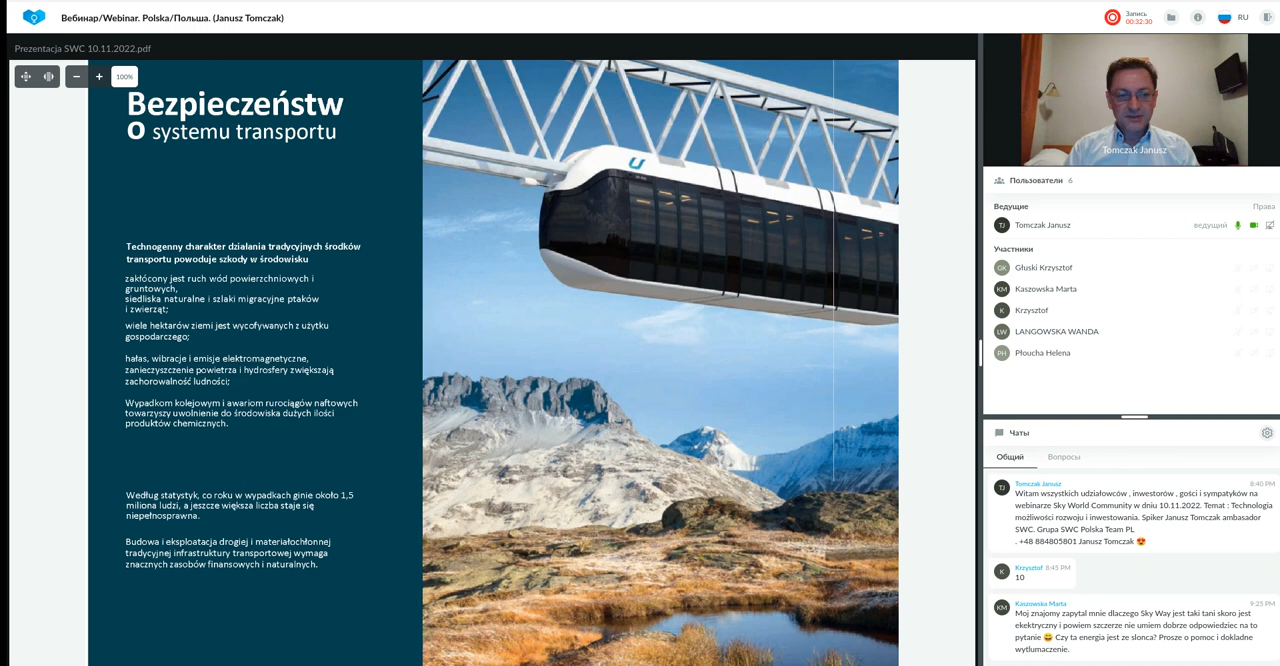 Вебинар/Webinar. Polska/Польша. (Janusz Tomczak)
Запись
00:32:30
RU
Prezentacja SWC 10.11.2022.pdf
100%
Bezpieczeństw
o systemu transportu
Technogenny charakter działania tradycyjnych środków
transportu powoduje szkody w środowisku
zakłócony jest ruch wód powierzchniowych i
gruntowych,
siedliska naturalne i szlaki migracyjne ptaków
i zwierząt;
wiele hektarów ziemi jest wycofywanych z użytku
gospodarczego;
hałas, wibracje i emisje elektromagnetyczne,
zanieczyszczenie powietrza i hydrosfery zwiększają
zachorowalność ludności;
Wypadkom kolejowym i awariom rurociągów naftowych
towarzyszy uwolnienie do środowiska dużych ilości
produktów chemicznych.
Według statystyk, co roku w wypadkach ginie około 1,5
miliona ludzi, a jeszcze większa liczba staje się
niepełnosprawna.
Budowa i eksploatacja drogiej i materiałochłonnej
tradycyjnej infrastruktury transportowej wymaga
znacznych zasobów finansowych i naturalnych.
Tomczak Janusz
Пользователи 6
Ведущие Права
TJ Tomczak Janusz ведущий
Участники
GK Głuski Krzysztof
KM Kaszowska Marta
K Krzysztof
LW LANGOWSKA WANDA
PH Płoucha Helena
Чаты
Общий Вопросы
TJ Tomczak Janusz 8:40 PM
Witam wszystkich udziałowców , inwestorów , gości i sympatyków na
webinarze Sky World Community w dniu 10.11.2022. Temat : Technologia
możliwości rozwoju i inwestowania. Spiker Janusz Tomczak ambasador
SWC. Grupa SWC Polska Team PL
. +48 884805801 Janusz Tomczak 😍
K Krzysztof 8:45 PM
10
KM Kaszowska Marta 9:25 PM
Moj znajomy zapytal mnie dlaczego Sky Way jest taki tani skoro jest
ekektryczny i powiem szczerze nie umiem dobrze odpowiedziec na to
pytanie 😄 Czy ta energia jest ze slonca? Prosze o pomoc i dokladne
wytlumaczenie.